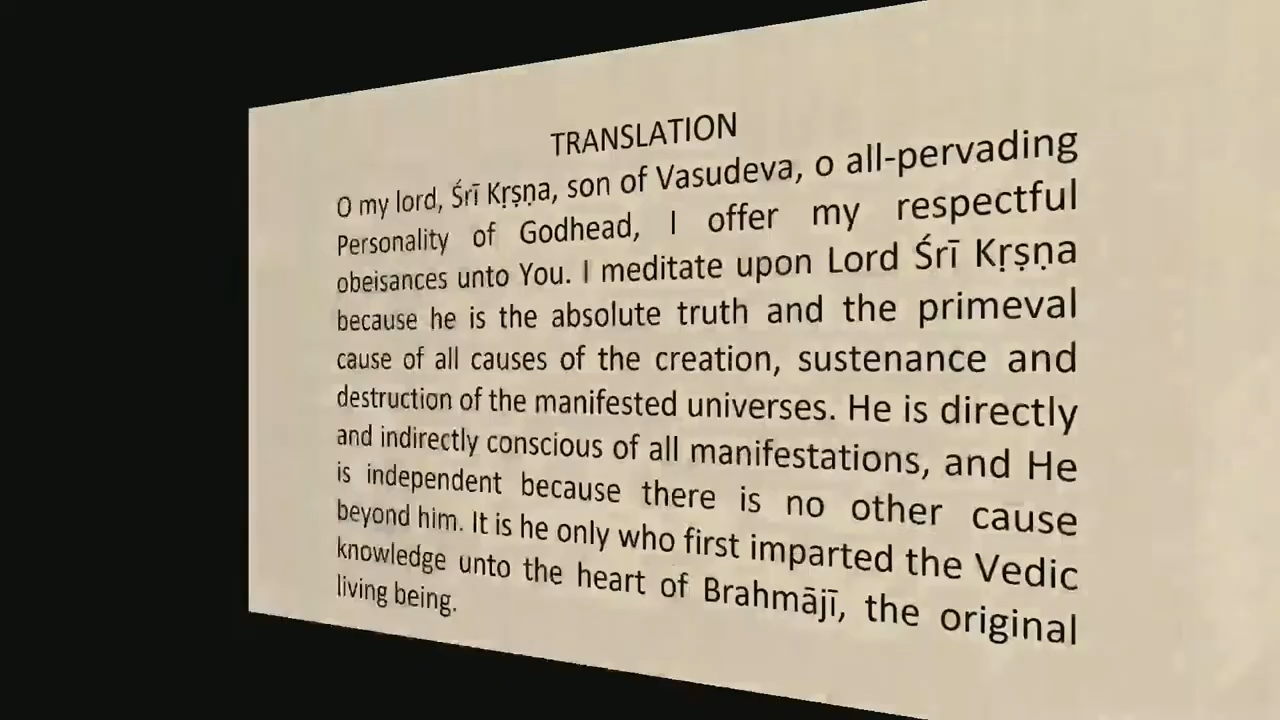 TRANSLATION
O my lord, Śrī Kṛṣṇa, son of Vasudeva, o all-pervading
Personality of Godhead, I offer my respectful
obeisances unto You. I meditate upon Lord Śrī Kṛṣṇa
because he is the absolute truth and the primeval
cause of all causes of the creation, sustenance and
destruction of the manifested universes. He is directly
and indirectly conscious of all manifestations, and He
is independent because there is no other cause
beyond him. It is he only who first imparted the Vedic
knowledge unto the heart of Brahmājī, the original
living being.